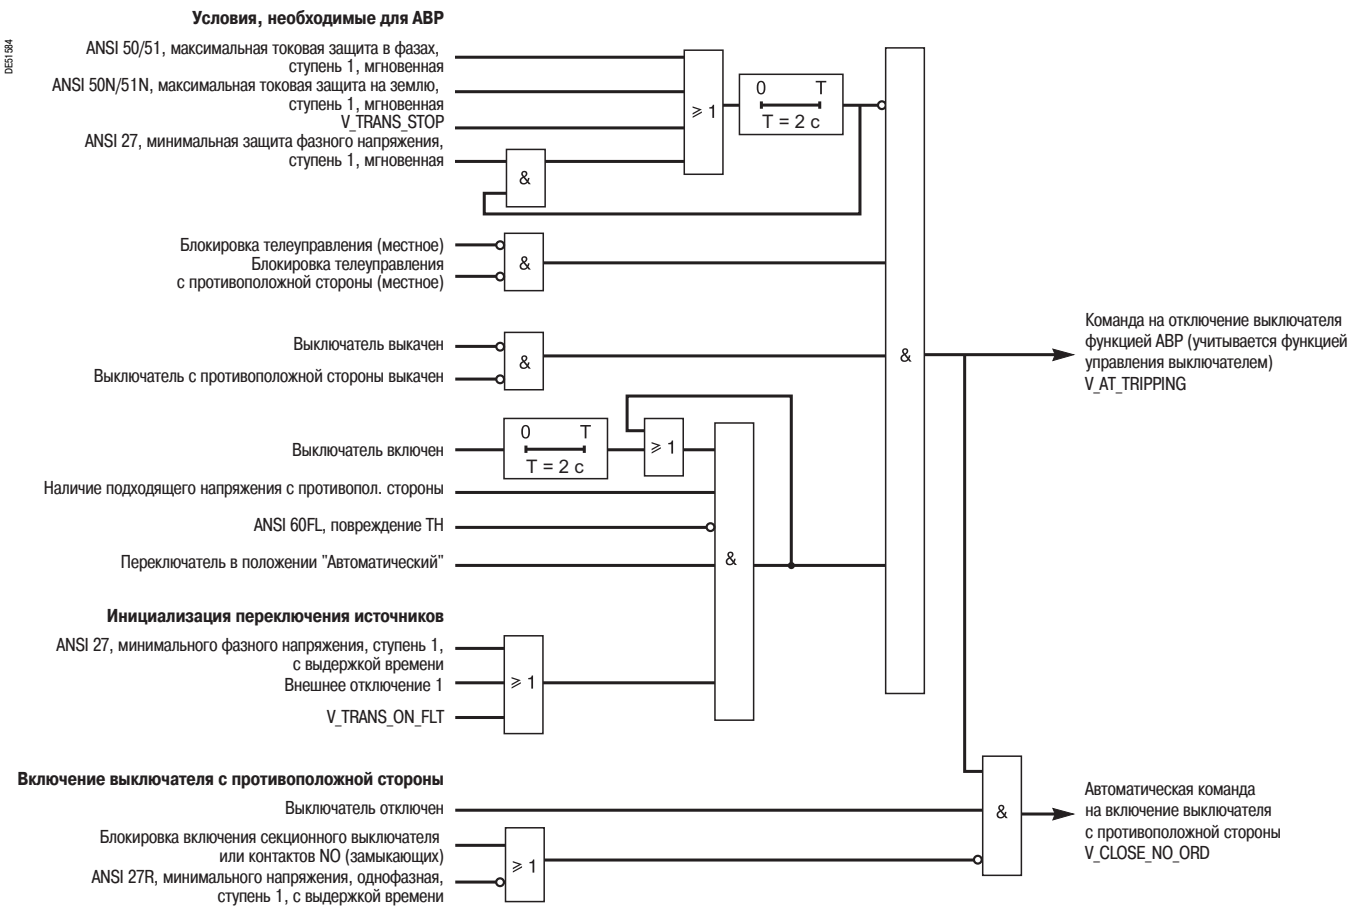 Условия, необходимые для АВР
DE51584
ANSI 50/51, максимальная токовая защита в фазах,
ступень 1, мгновенная
ANSI 50N/51N, максимальная токовая защита на землю,
ступень 1, мгновенная
V_TRANS_STOP
ANSI 27, минимальная защита фазного напряжения,
ступень 1, мгновенная
&
⩾ 1
0 T
T = 2 с
Блокировка телеуправления (местное)
Блокировка телеуправления
с противоположной стороны (местное)
&
Выключатель выкачен
Выключатель с противоположной стороны выкачен
&
&
Команда на отключение выключателя
функцией АВР (учитывается функцией
управления выключателем)
V_AT_TRIPPING
Выключатель включен
0 T
T = 2 с
⩾ 1
Наличие подходящего напряжения с противопол. стороны
ANSI 60FL, повреждение ТН
Переключатель в положении "Автоматический"
&
Инициализация переключения источников
ANSI 27, минимального фазного напряжения, ступень 1,
с выдержкой времени
Внешнее отключение 1
V_TRANS_ON_FLT
⩾ 1
Включение выключателя с противоположной стороны
Выключатель отключен
Блокировка включения секционного выключателя
или контактов NO (замыкающих)
ANSI 27R, минимального напряжения, однофазная,
ступень 1, с выдержкой времени
⩾ 1
&
Автоматическая команда
на включение выключателя
с противоположной стороны
V_CLOSE_NO_ORD